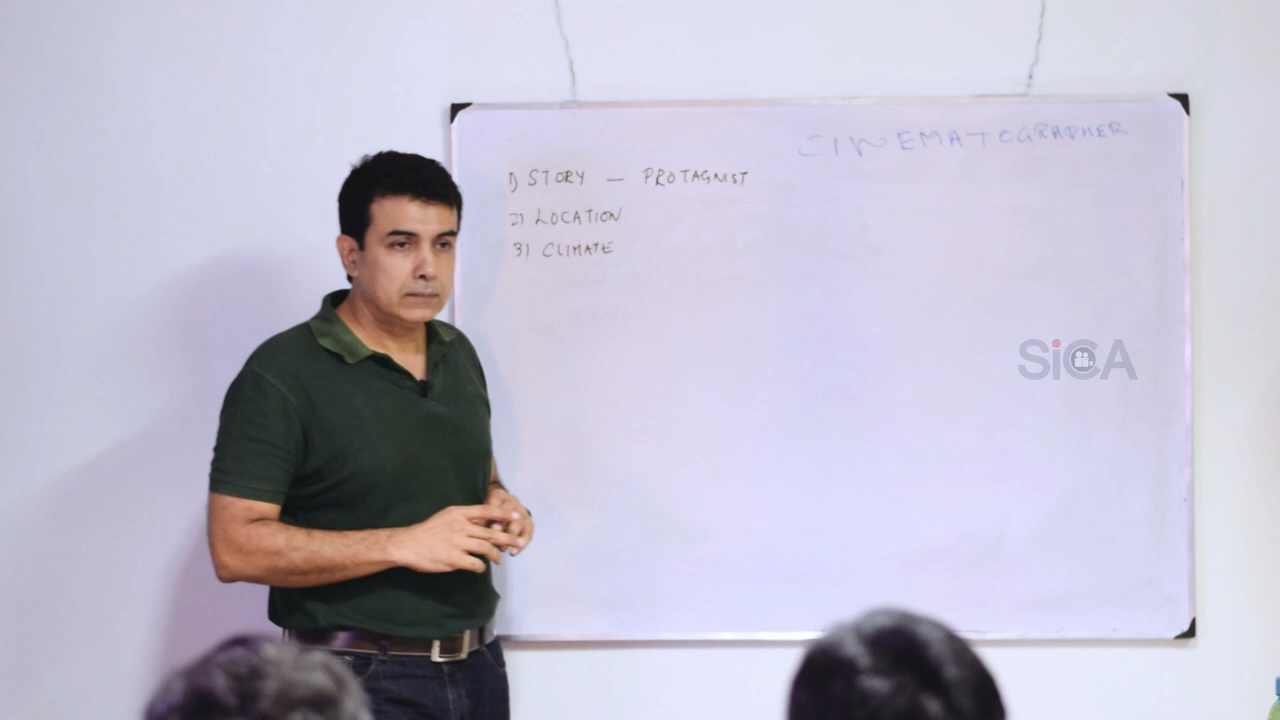 CINEMATOGRAPHER
1) STORY — PROTAGNIST
2) LOCATION
3) CLIMATE
SiCA